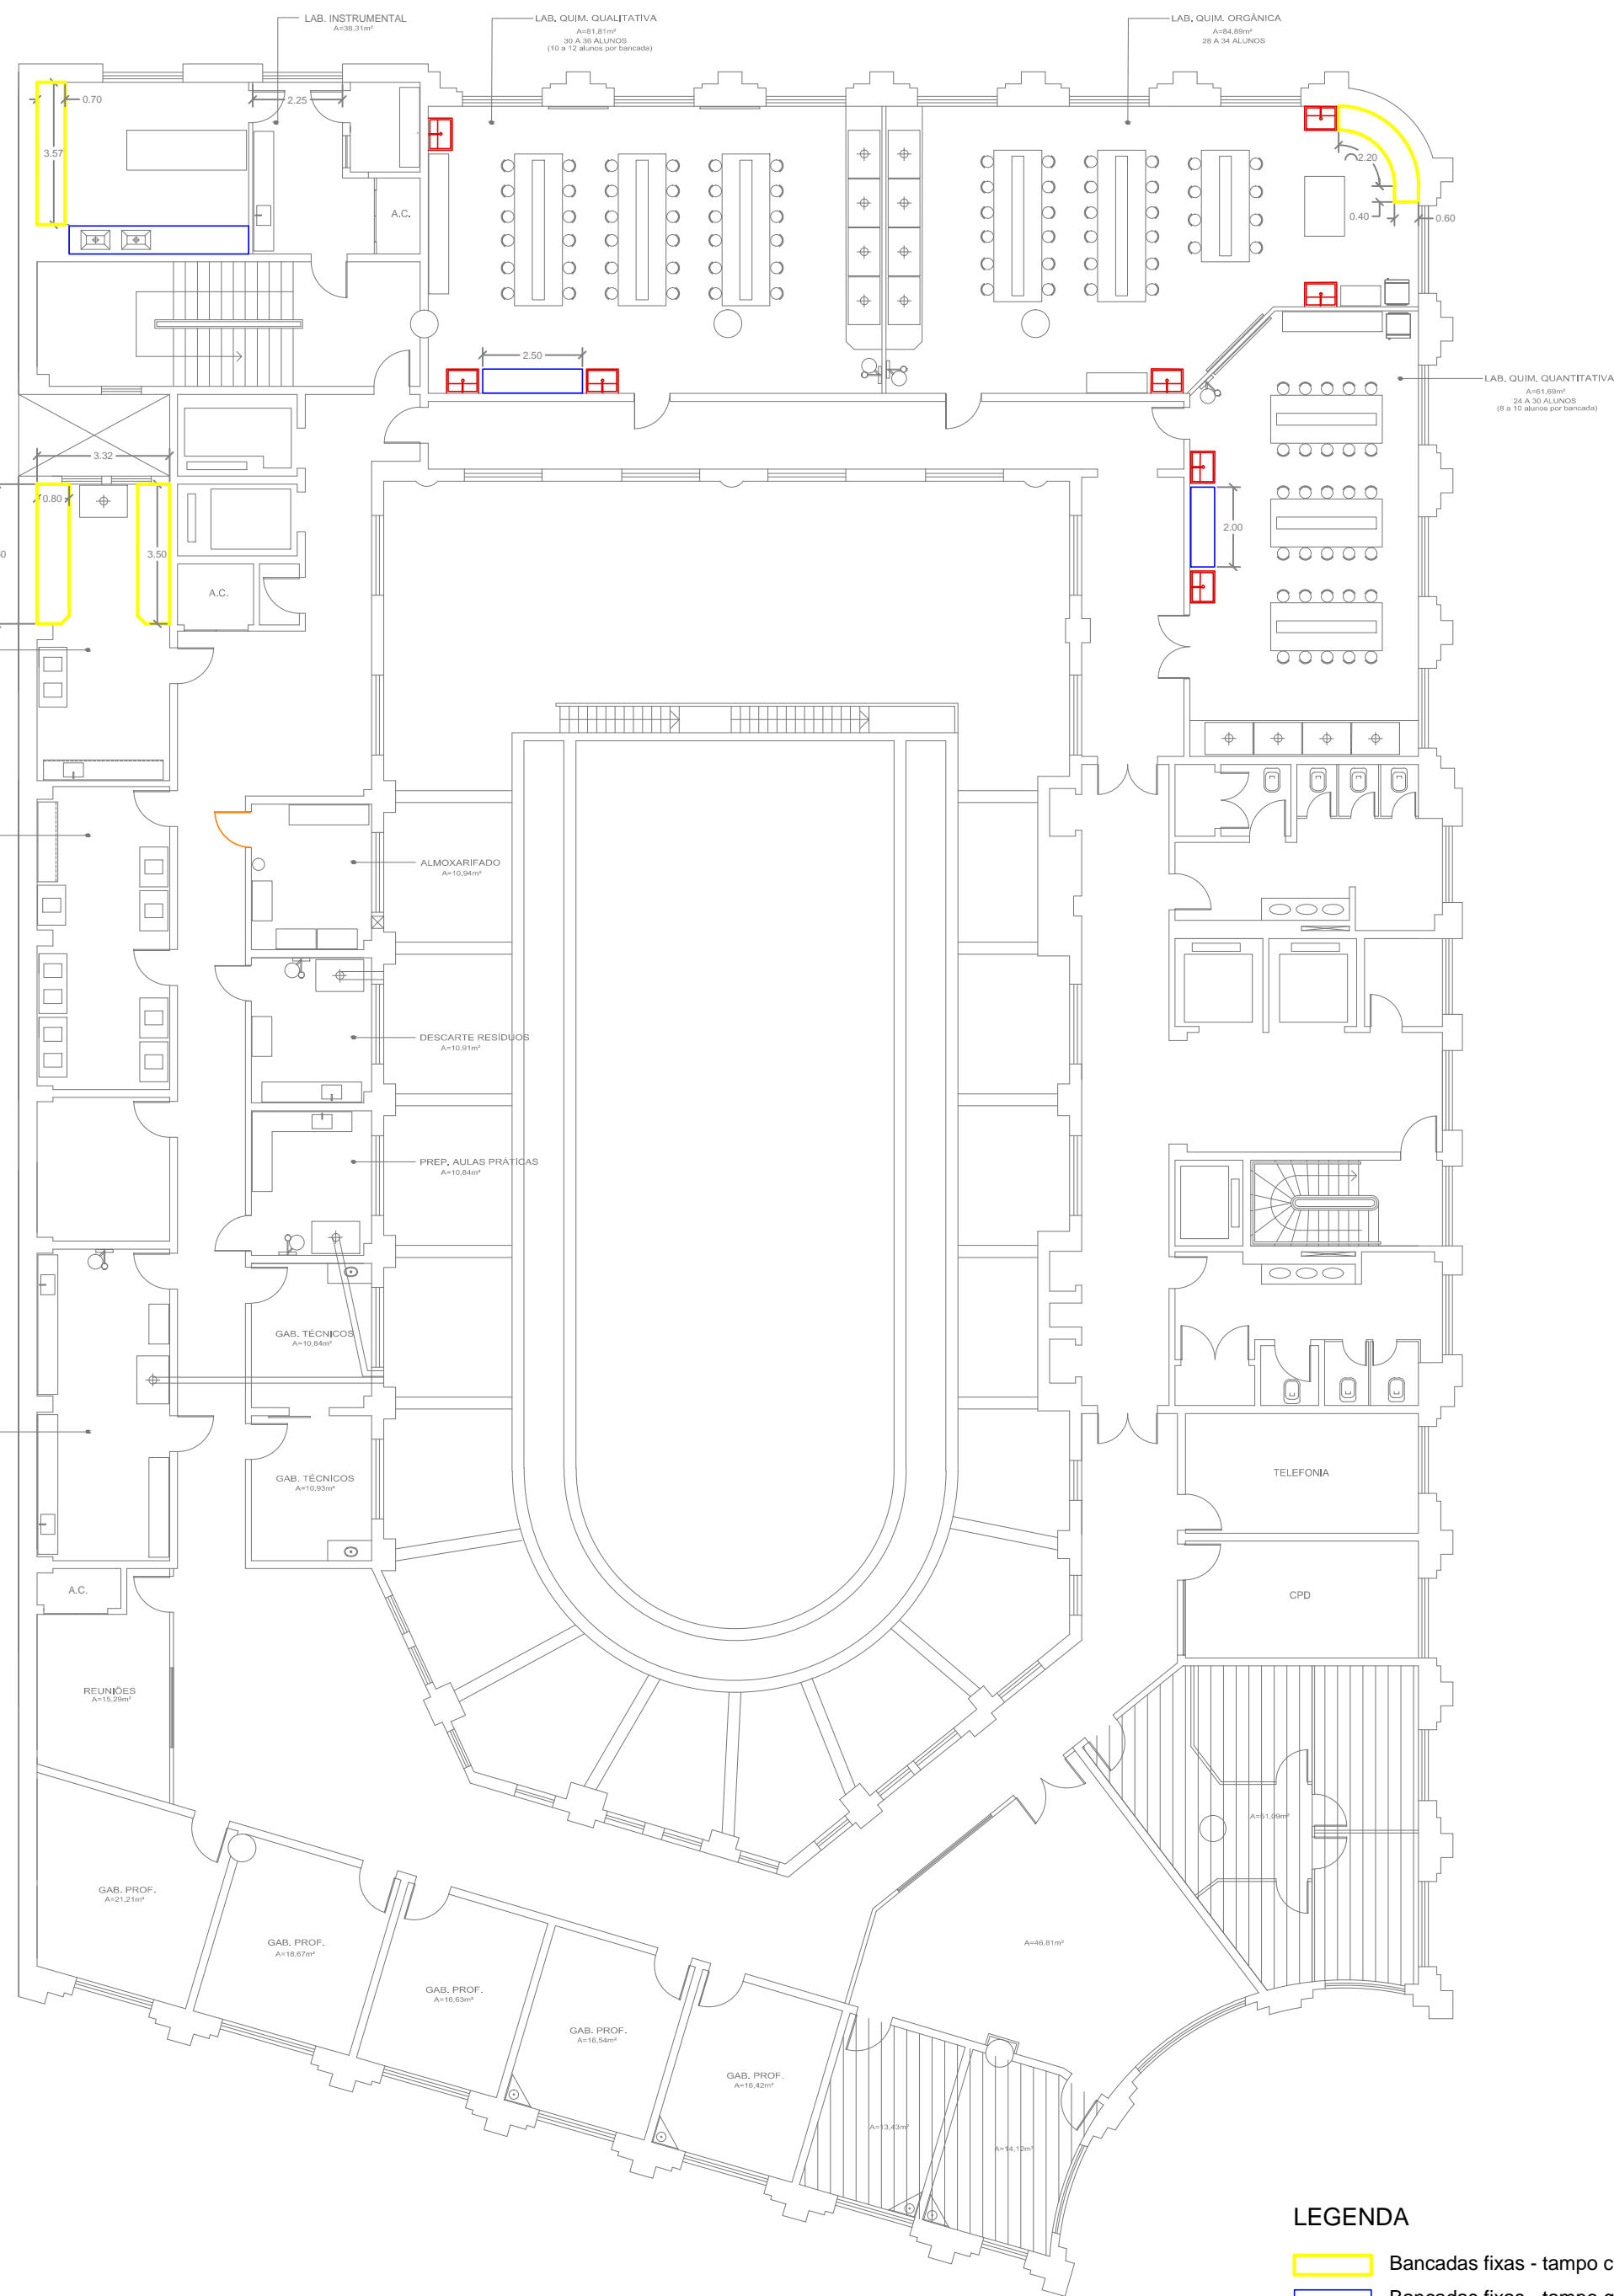 LAB. INSTRUMENTAL
A=38,31m²
LAB. QUIM. QUALITATIVA
A=81,81m²
30 A 36 ALUNOS
(10 a 12 alunos por bancada)
LAB. QUIM. ORGÂNICA
A=84,89m²
28 A 34 ALUNOS
0.70
2.25
3.57
A.C.
2.20
0.40
0.60
2.50
LAB. QUIM. QUANTITATIVA
A=61,69m²
24 A 30 ALUNOS
(8 a 10 alunos por bancada)
3.32
0.80
3.50
2.00
A.C.
ALMOXARIFADO
A=10,94m²
DESCARTE RESÍDUOS
A=10,91m²
PREP. AULAS PRÁTICAS
A=10,84m²
GAB. TÉCNICOS
A=10,84m²
GAB. TÉCNICOS
A=10,93m²
TELEFONIA
CPD
A.C.
REUNIÕES
A=15,29m²
A=51,09m²
GAB. PROF.
A=21,21m²
GAB. PROF.
A=18,67m²
A=46,81m²
GAB. PROF.
A=16,63m²
GAB. PROF.
A=16,54m²
GAB. PROF.
A=16,42m²
A=13,43m²
A=14,12m²
LEGENDA
Bancadas fixas - tampo c
Bancadas fixas - tampo